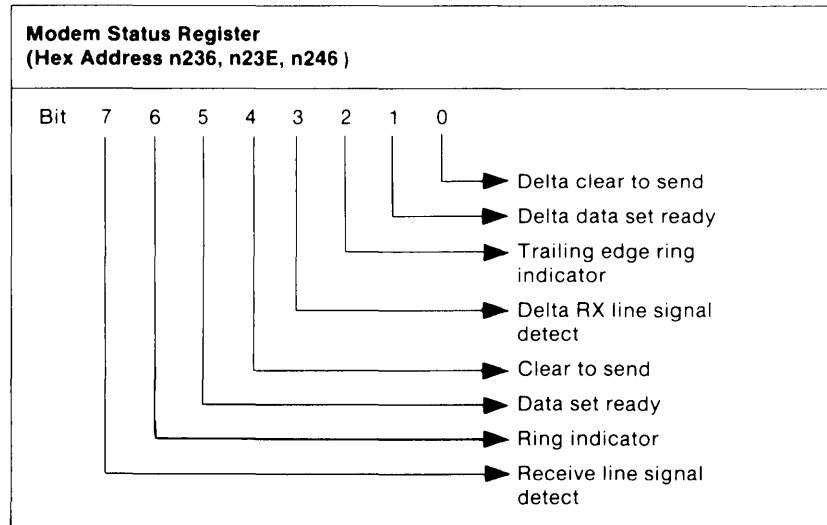 Modem Status Register
(Hex Address n236, n23E, n246 )
Bit 7 6 5 4 3 2 1 0
Delta clear to send
Delta data set ready
Trailing edge ring
indicator
Delta RX line signal
detect
Clear to send
Data set ready
Ring indicator
Receive line signal
detect